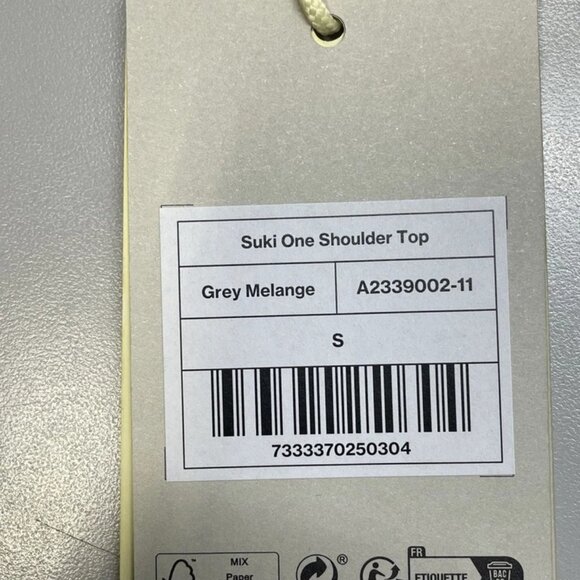 Suki One Shoulder Top
Grey Melange
A2339002-11
S
7333370250304
MIX
Paper
®
FR
ETIQUETTE
BAC